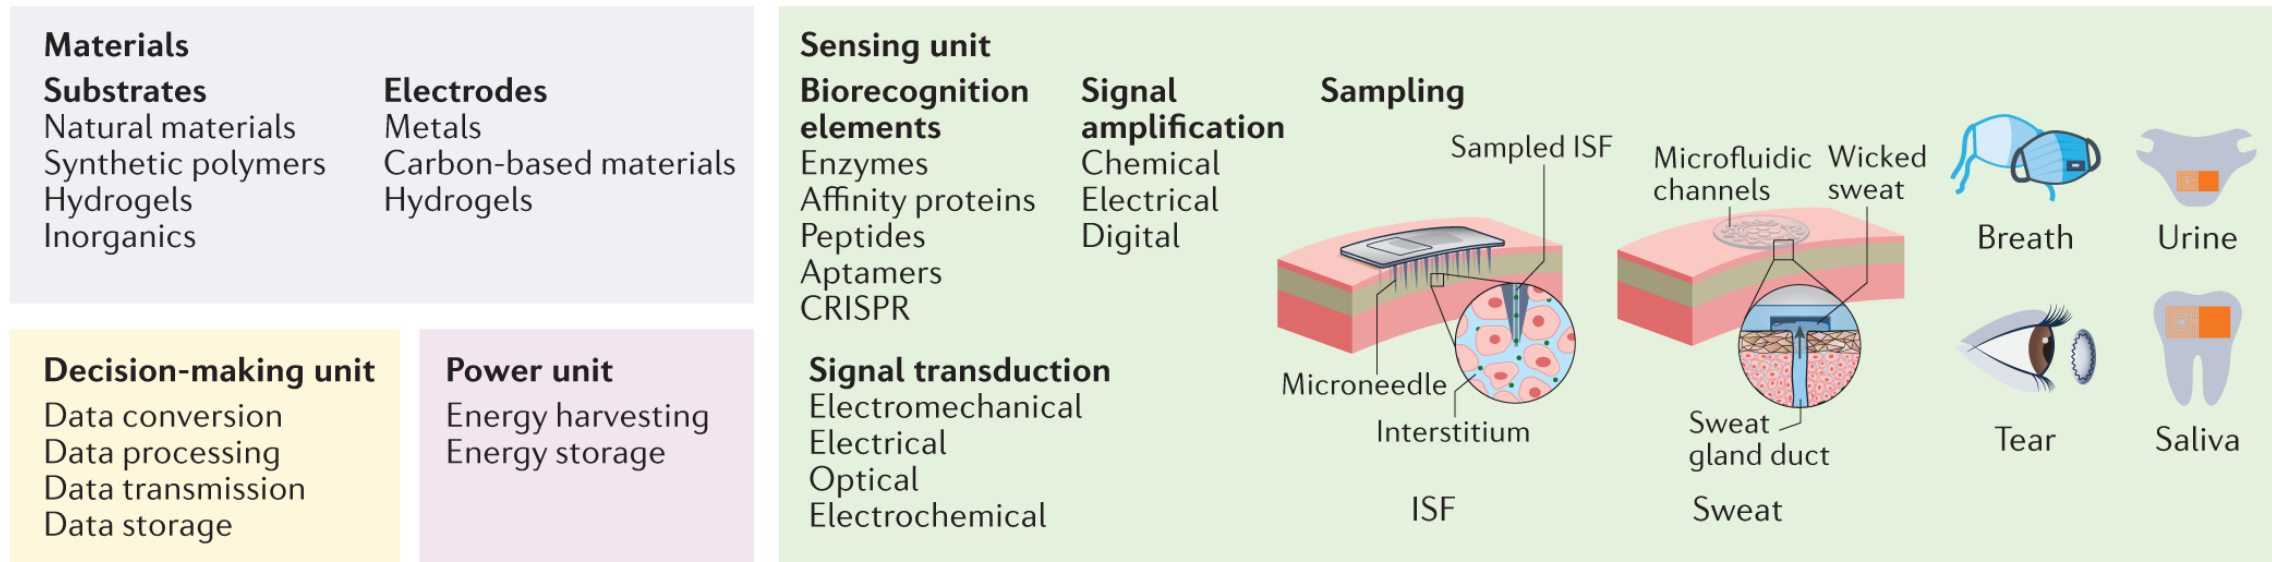 Materials
Substrates
Natural materials
Synthetic polymers
Hydrogels
Inorganics
Electrodes
Metals
Carbon-based materials
Hydrogels
Decision-making unit
Data conversion
Data processing
Data transmission
Data storage
Power unit
Energy harvesting
Energy storage
Sensing unit
Biorecognition
elements
Enzymes
Affinity proteins
Peptides
Aptamers
CRISPR
Signal
amplification
Chemical
Electrical
Digital
Signal transduction
Electromechanical
Electrical
Optical
Electrochemical
Sampling
Sampled ISF
Microneedle
Interstitium
ISF
Microfluidic
channels
Wicked
sweat
Sweat
gland duct
Sweat
Breath
Urine
Tear
Saliva